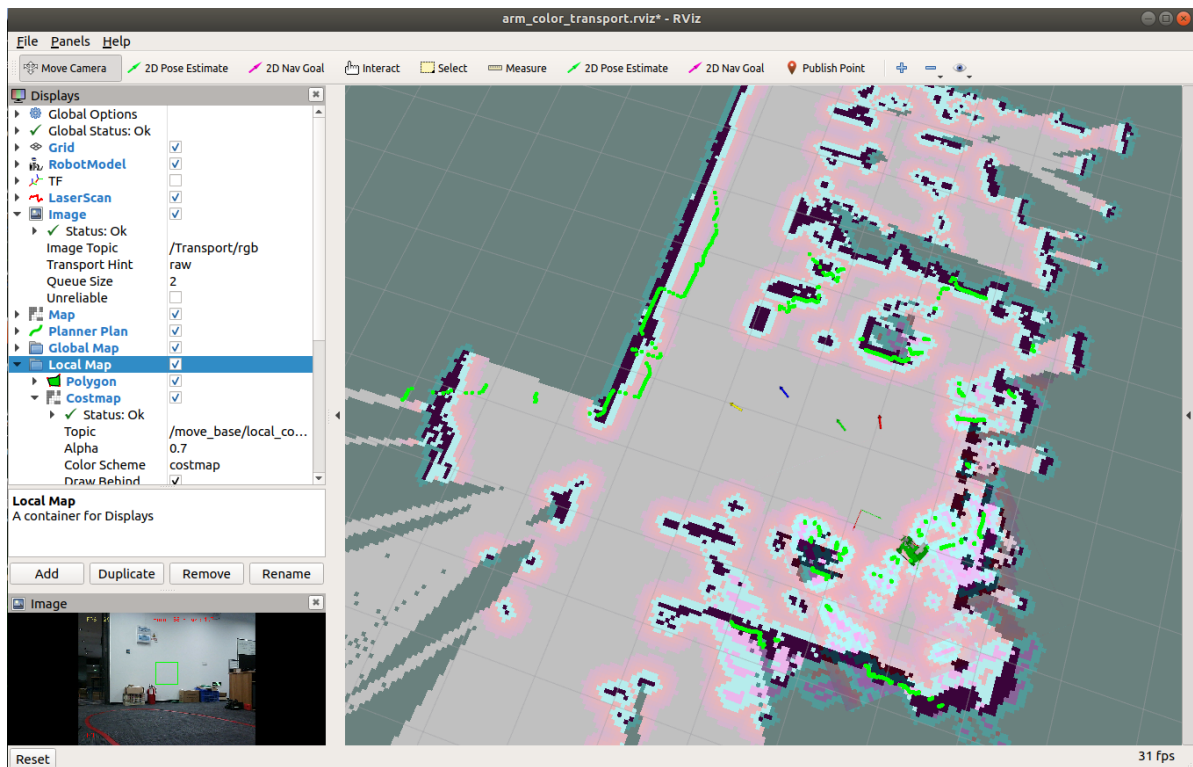 arm_color_transport.rviz* - RViz
File Panels Help
Move Camera 2D Pose Estimate 2D Nav Goal Interact Select Measure 2D Pose Estimate 2D Nav Goal Publish Point
Displays
Global Options
Global Status: Ok
Grid
RobotModel
TF
LaserScan
Image
Status: Ok
Image Topic /Transport/rgb
Transport Hint raw
Queue Size 2
Unreliable
Map
Planner Plan
Global Map
Local Map
Polygon
Costmap
Status: Ok
Topic /move_base/local_co...
Alpha 0.7
Color Scheme costmap
Draw Behind
Local Map
A container for Displays
Add Duplicate Remove Rename
Image
Reset 31 fps